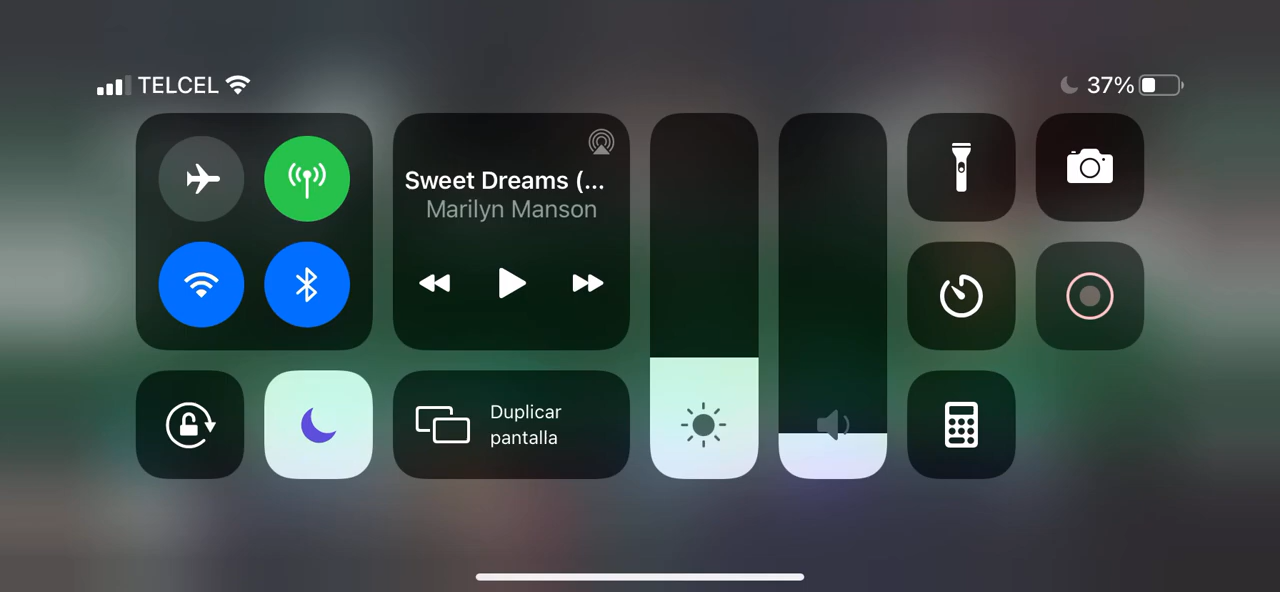 TELCEL
37%
Sweet Dreams (...
Marilyn Manson
Duplicar
pantalla